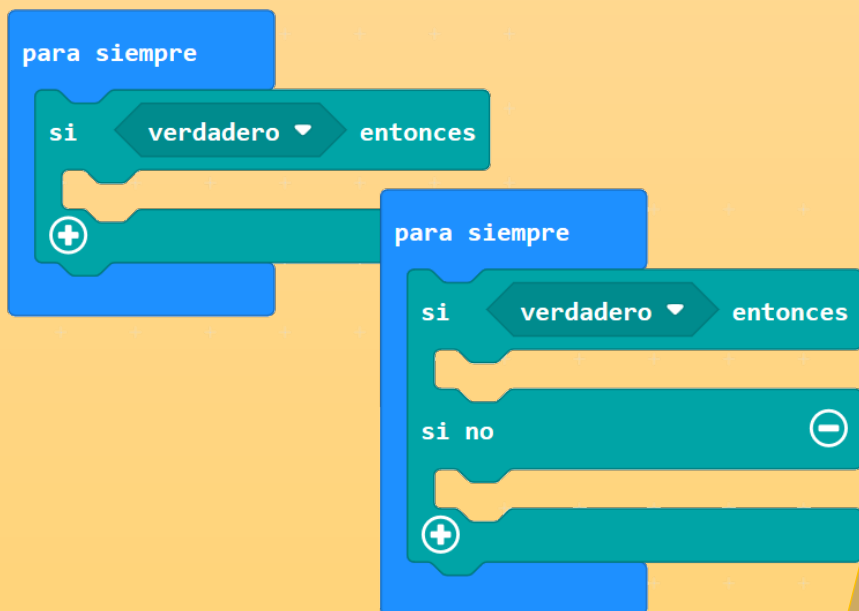 para siempre
si verdadero entonces
para siempre
si verdadero entonces
si no